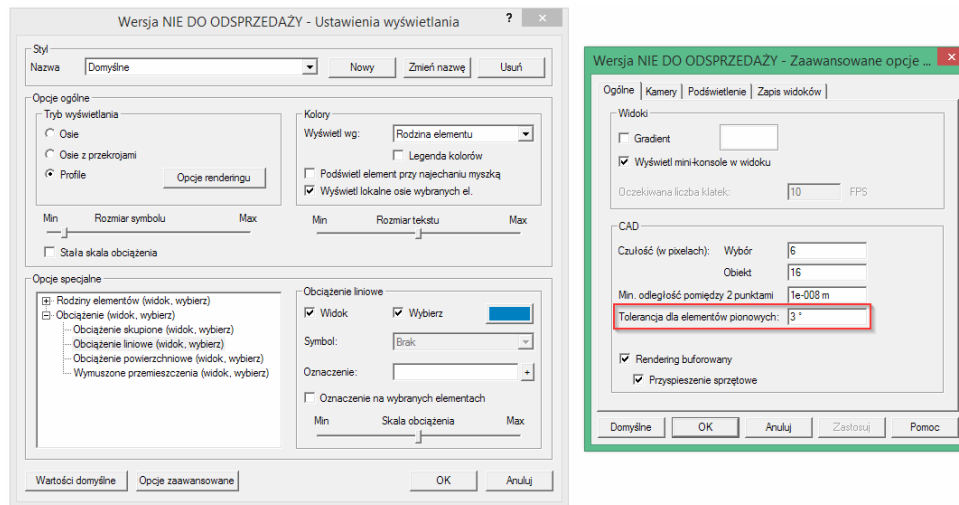 Wersja NIE DO ODSPRZEDAŻY - Ustawienia wyświetlania ? ×
Styl
Nazwa Domyślne Nowy Zmień nazwę Usuń
Opcje ogólne
Tryb wyświetlania
Osie
Osie z przekrojami
Profile Opcje renderingu
Kolory
Wyświetl wg: Rodzina elementu
Legenda kolorów
Podświetl element przy najechaniu myszką
Wyświetl lokalne osie wybranych el.
Min Rozmiar symbolu Max
Min Rozmiar tekstu Max
Stała skala obciążenia
Opcje specjalne
Rodziny elementów (widok, wybierz)
Obciążenie (widok, wybierz)
Obciążenie skupione (widok, wybierz)
Obciążenie liniowe (widok, wybierz)
Obciążenie powierzchniowe (widok, wybierz)
Wymuszone przemieszczenia (widok, wybierz)
Obciążenie liniowe
Widok Wybierz
Symbol: Brak
Oznaczenie: +
Oznaczenie na wybranych elementach
Min Skala obciążenia Max
Wartości domyślne Opcje zaawansowane OK Anuluj
Wersja NIE DO ODSPRZEDAŻY - Zaawansowane opcje ... ×
Ogólne Kamery Podświetlenie Zapis widoków
Widoki
Gradient
Wyświetl mini-konsole w widoku
Oczekiwana liczba klatek: 10 FPS
CAD
Czułość (w pixelach): Wybór 6
Obiekt 16
Min. odległość pomiędzy 2 punktami 1e-008 m
Tolerancja dla elementów pionowych: 3 °
Rendering buforowany
Przyspieszenie sprzętowe
Domyślne OK Anuluj Zastosuj Pomoc